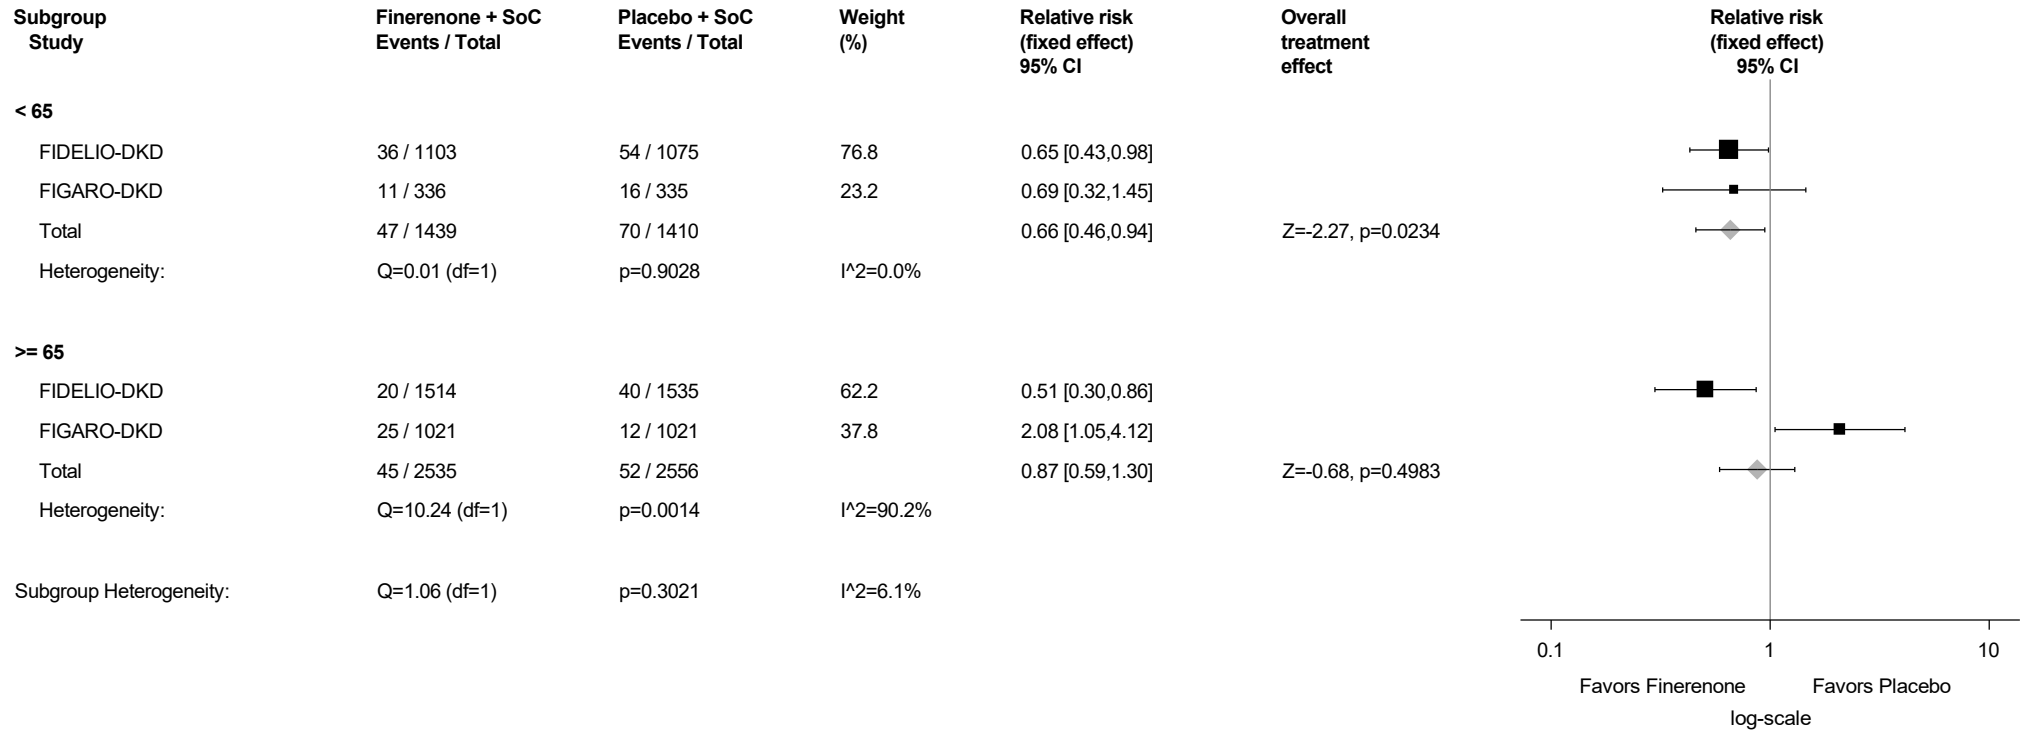 Subgroup Finerenone + SoC Placebo + SoC Weight Relative risk Overall Relative risk
Study Events / Total Events / Total (%) (fixed effect) treatment (fixed effect)
95% CI effect 95% CI
< 65
FIDELIO-DKD 36 / 1103 54 / 1075 76.8 0.65 [0.43,0.98]
FIGARO-DKD 11 / 336 16 / 335 23.2 0.69 [0.32,1.45]
Total 47 / 1439 70 / 1410 0.66 [0.46,0.94] Z=-2.27, p=0.0234
Heterogeneity: Q=0.01 (df=1) p=0.9028 I^2=0.0%
>= 65
FIDELIO-DKD 20 / 1514 40 / 1535 62.2 0.51 [0.30,0.86]
FIGARO-DKD 25 / 1021 12 / 1021 37.8 2.08 [1.05,4.12]
Total 45 / 2535 52 / 2556 0.87 [0.59,1.30] Z=-0.68, p=0.4983
Heterogeneity: Q=10.24 (df=1) p=0.0014 I^2=90.2%
Subgroup Heterogeneity: Q=1.06 (df=1) p=0.3021 I^2=6.1%
0.1 1 10
Favors Finerenone Favors Placebo
log-scale